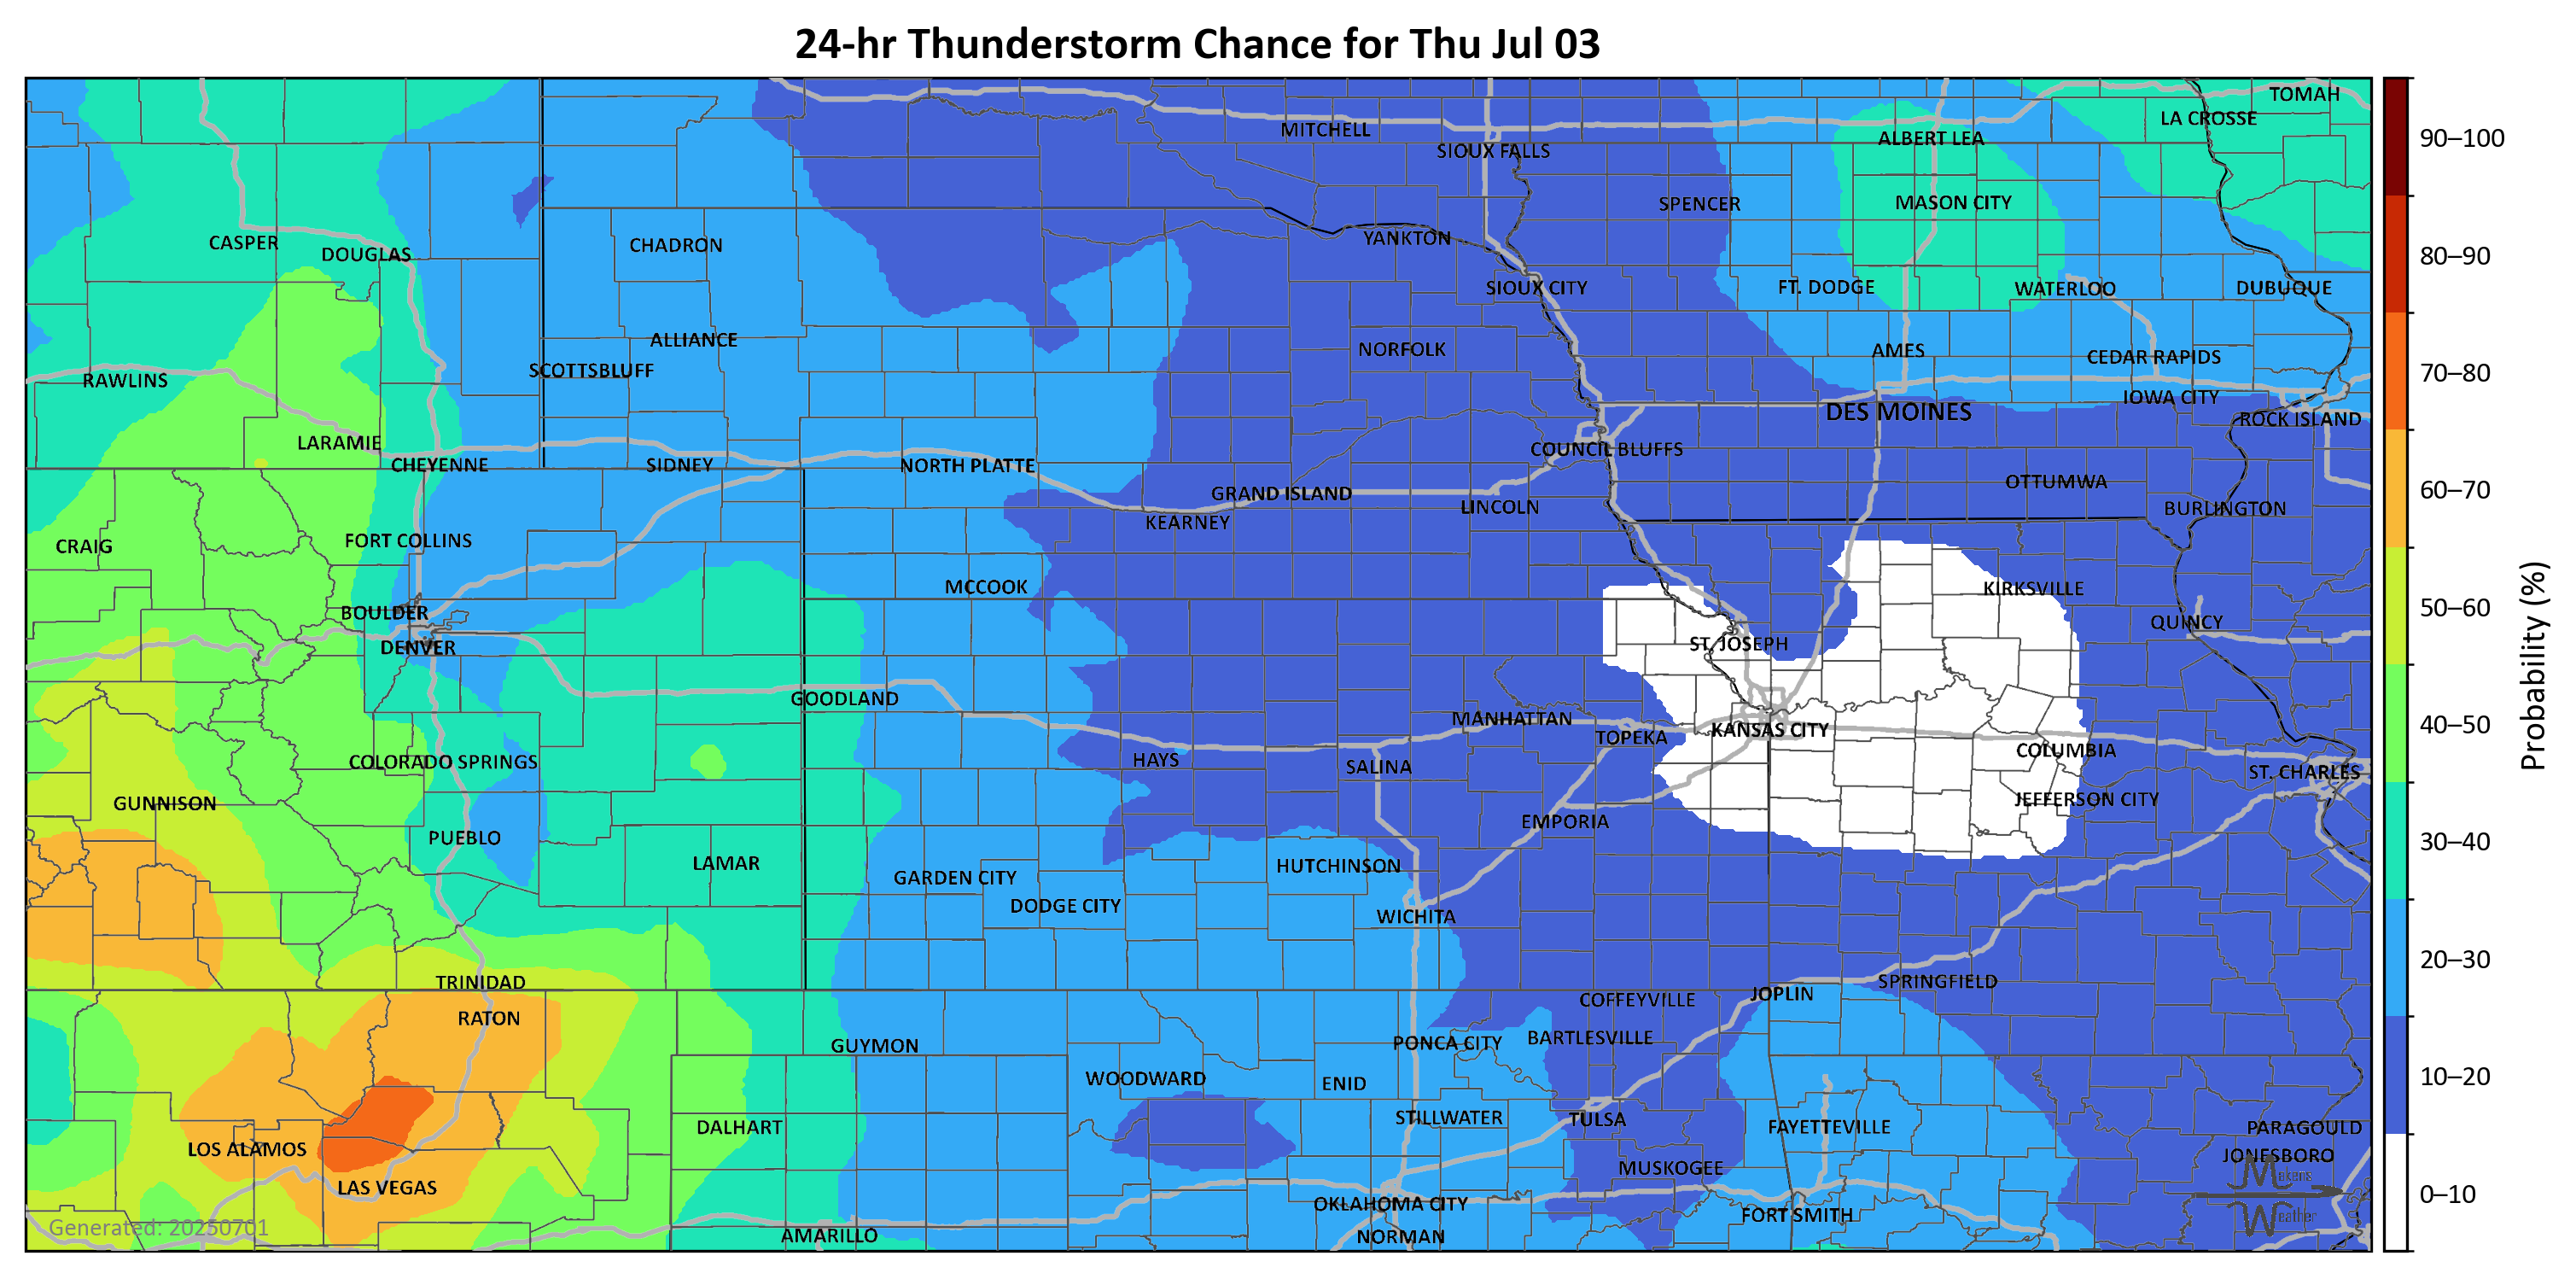 24-hr Thunderstorm Chance for Thu Jul 03
TOMAH
LA CROSSE
MITCHELL
ALBERT LEA
90–100
SIOUX FALLS
SPENCER
MASON CITY
CASPER
DOUGLAS
CHADRON
YANKTON
80–90
SIOUX CITY
FT. DODGE
WATERLOO
DUBUQUE
ALLIANCE
NORFOLK
AMES
CEDAR RAPIDS
RAWLINS
SCOTTSBLUFF
70–80
IOWA CITY
DES MOINES
ROCK ISLAND
LARAMIE
COUNCIL BLUFFS
CHEYENNE
SIDNEY
NORTH PLATTE
GRAND ISLAND
OTTUMWA
60–70
LINCOLN
BURLINGTON
KEARNEY
CRAIG
FORT COLLINS
MCCOOK
KIRKSVILLE
50–60
BOULDER
QUINCY
DENVER
ST. JOSEPH
Probability (%)
GOODLAND
MANHATTAN
TOPEKA
KANSAS CITY
40–50
COLORADO SPRINGS
HAYS
SALINA
COLUMBIA
ST. CHARLES
GUNNISON
JEFFERSON CITY
PUEBLO
EMPORIA
30–40
LAMAR
GARDEN CITY
HUTCHINSON
DODGE CITY
WICHITA
20–30
TRINIDAD
SPRINGFIELD
COFFEYVILLE
JOPLIN
RATON
GUYMON
PONCA CITY
BARTLESVILLE
WOODWARD
ENID
10–20
DALHART
STILLWATER
TULSA
FAYETTEVILLE
PARAGOULD
LOS ALAMOS
JONESBORO
MUSKOGEE
Mekens
LAS VEGAS
OKLAHOMA CITY
0–10
FORT SMITH
Weather
Generated: 20250701
AMARILLO
NORMAN